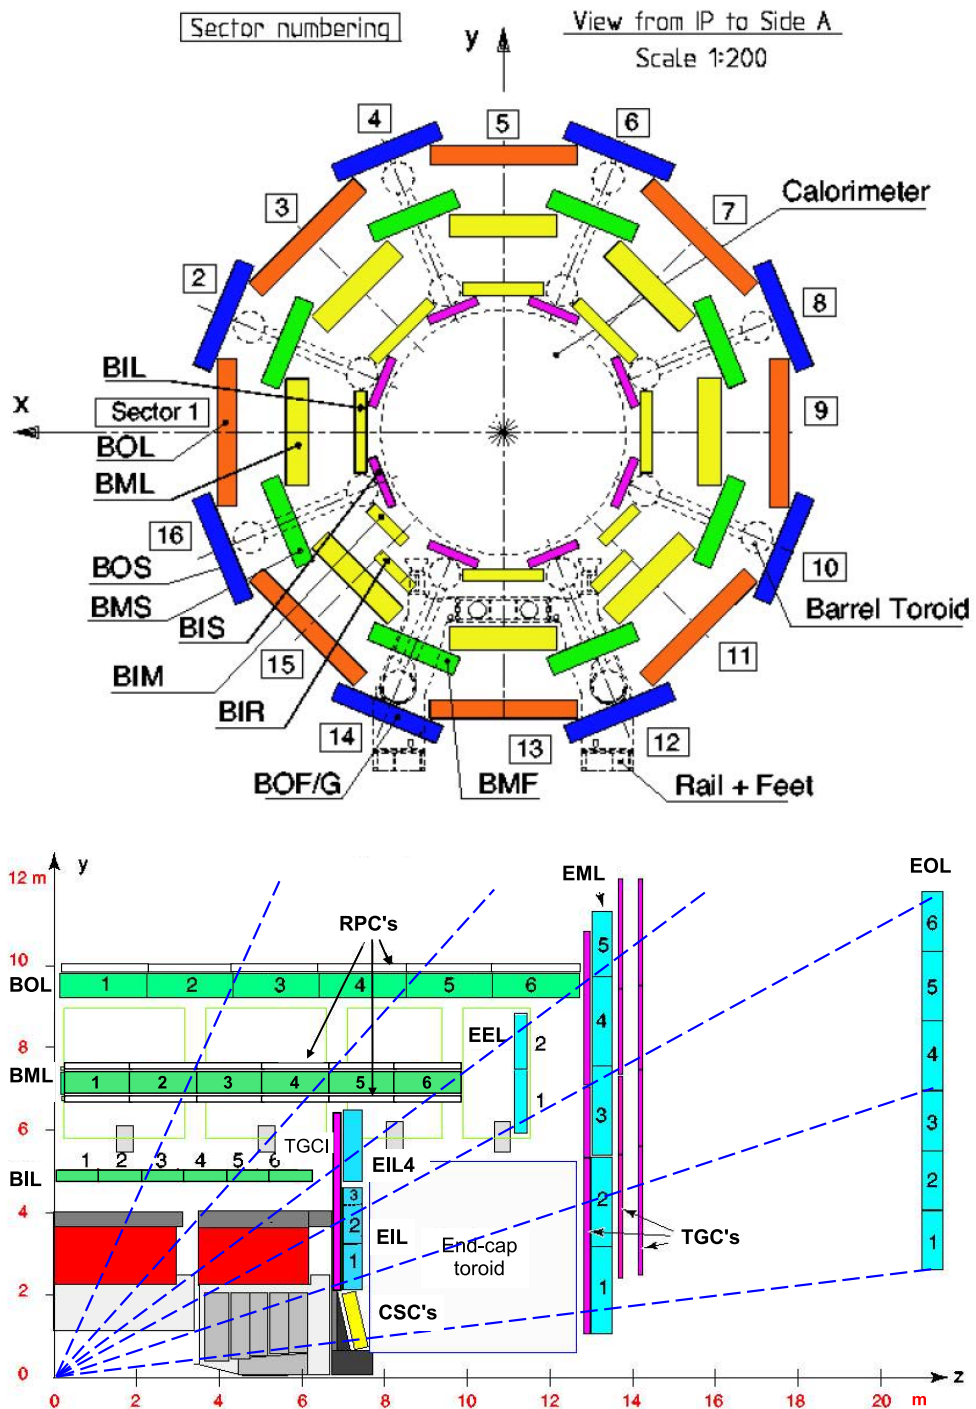 Sector numbering
View from IP to Side A
Scale 1:200
y
4
5
6
3
7
Calorimeter
2
8
BIL
x
Sector 1
9
BOL
BML
16
BOS
10
BMS
Barrel Toroid
BIS
15
11
BIM
BIR
14
13
12
BOF/G
BMF
Rail + Feet
y
12 m
EML
EOL
RPC's
6
5
10
BOL
1 2 3 4 5 6
5
4
8
EEL
2
4
BML
1 2 3 4 5 6
1
3
3
6
TGCI
1 2 3 4 5 6
EIL4
BIL
2
3
2
4
2
EIL
End-cap
toroid
TGC's
1
1
1
2
CSC's
0
z
0 2 4 6 8 10 12 14 16 18 20 m